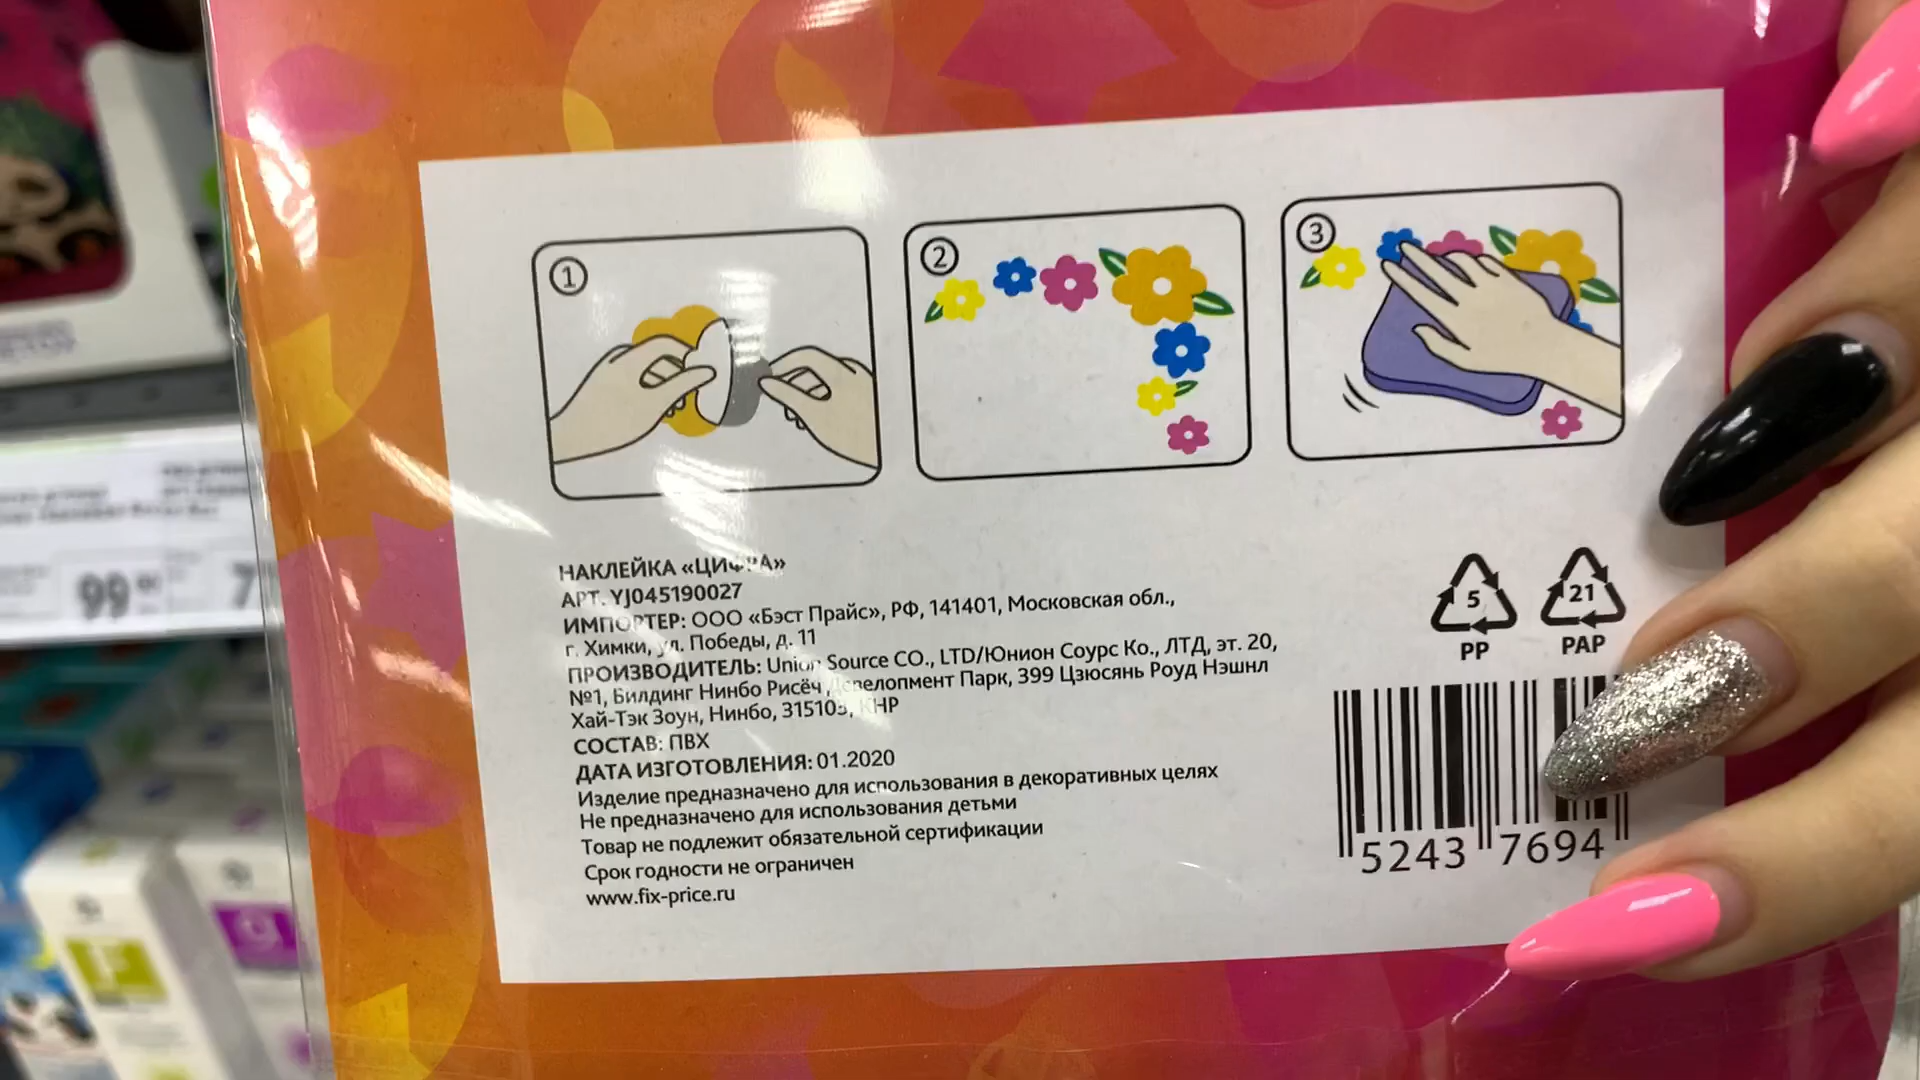 1
2
3
НАКЛЕЙКА «ЦИФРА»
АРТ. YJ045190027
ИМПОРТЕР: ООО «Бэст Прайс», РФ, 141401, Московская обл.,
г. Химки, ул. Победы, д. 11
ПРОИЗВОДИТЕЛЬ: Union Source CO., LTD/Юнион Соурс Ко., ЛТД, эт. 20,
№1, Билдинг Нинбо Рисёч Девелопмент Парк, 399 Цзюсянь Роуд Нэшнл
Хай-Тэк Зоун, Нинбо, КНР
СОСТАВ: ПВХ
ДАТА ИЗГОТОВЛЕНИЯ: 01.2020
Изделие предназначено для использования в декоративных целях
Не предназначено для использования детьми
Товар не подлежит обязательной сертификации
Срок годности не ограничен
www.fix-price.ru
5
PP
21
PAP
5243 7694
99